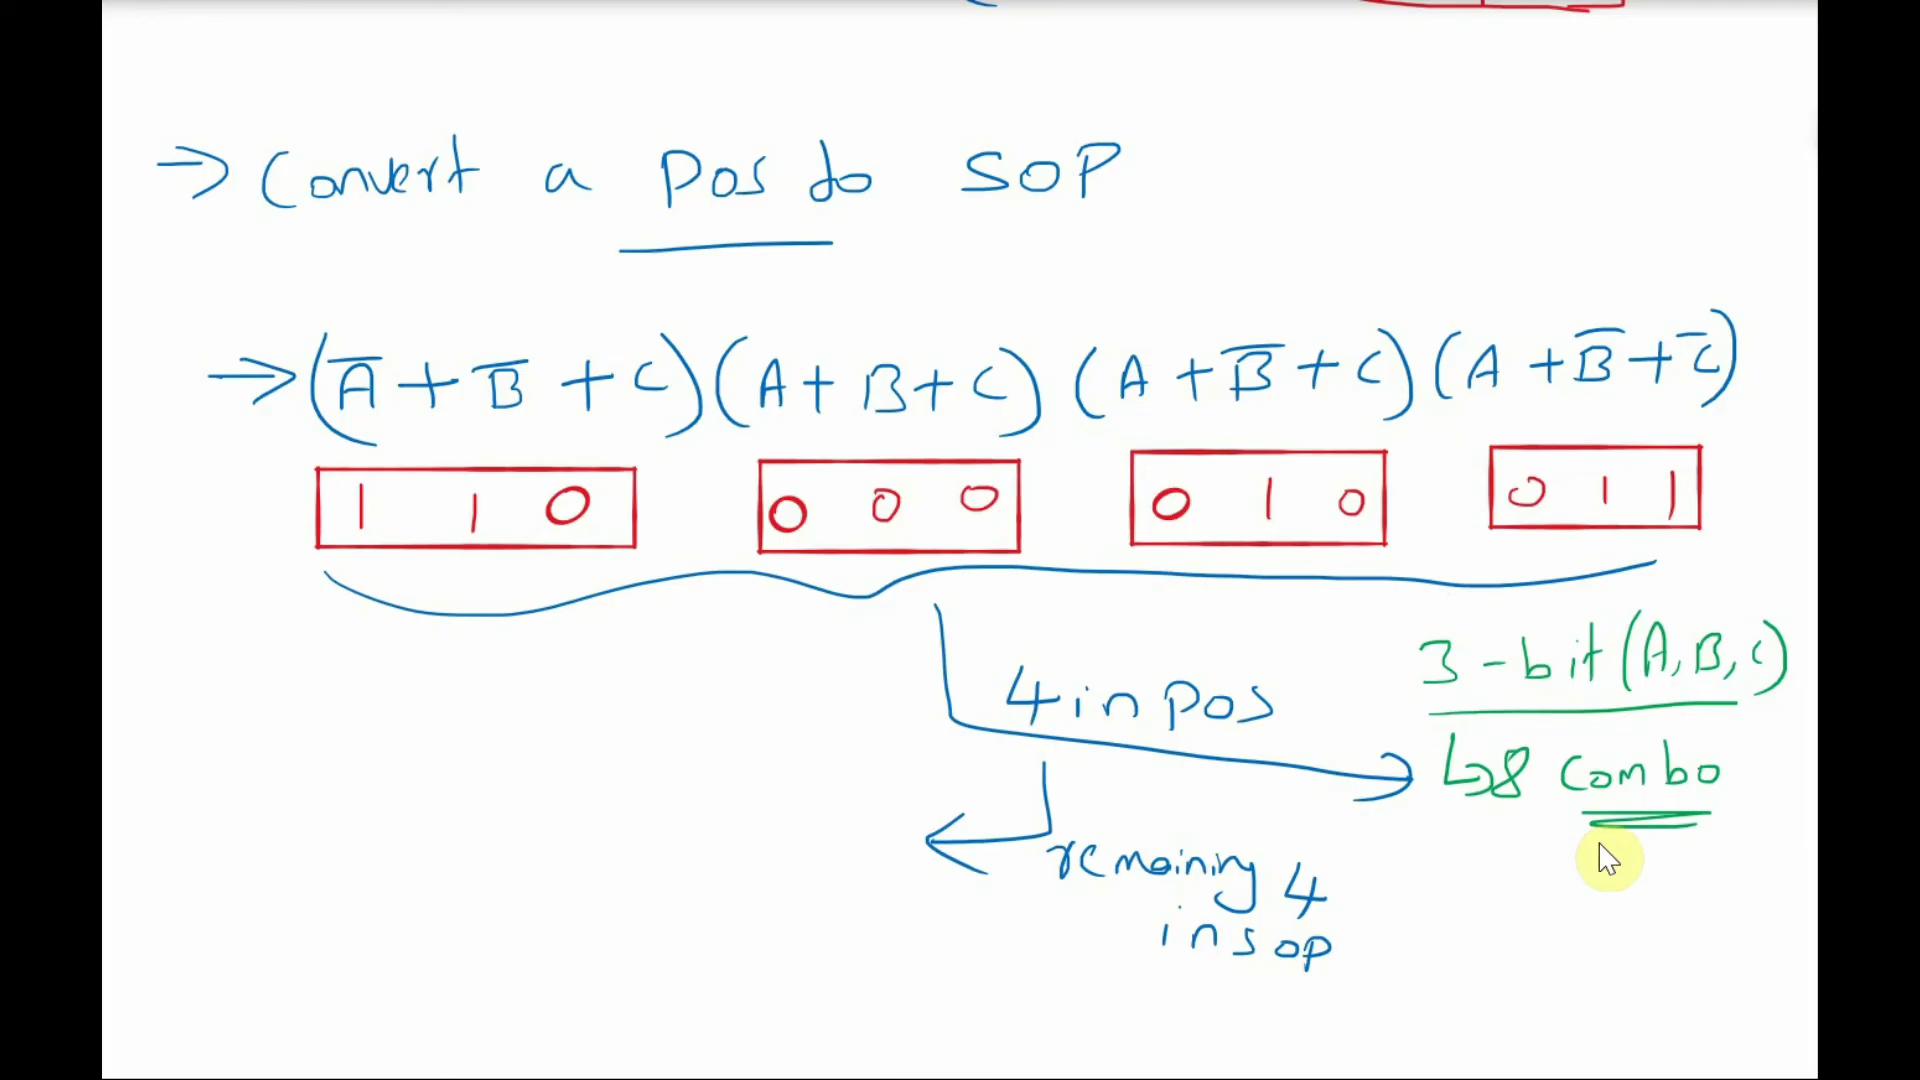 → Convert a POS to SOP
→ (A̅ + B̅ + C) (A + B + C) (A + B̅ + C) (A + B̅ + C̅)
1 1 0 0 0 0 0 1 0 0 1 1
3-bit (A, B, C)
4 in POS
↳ 8 Combo
remaining 4
in SOP